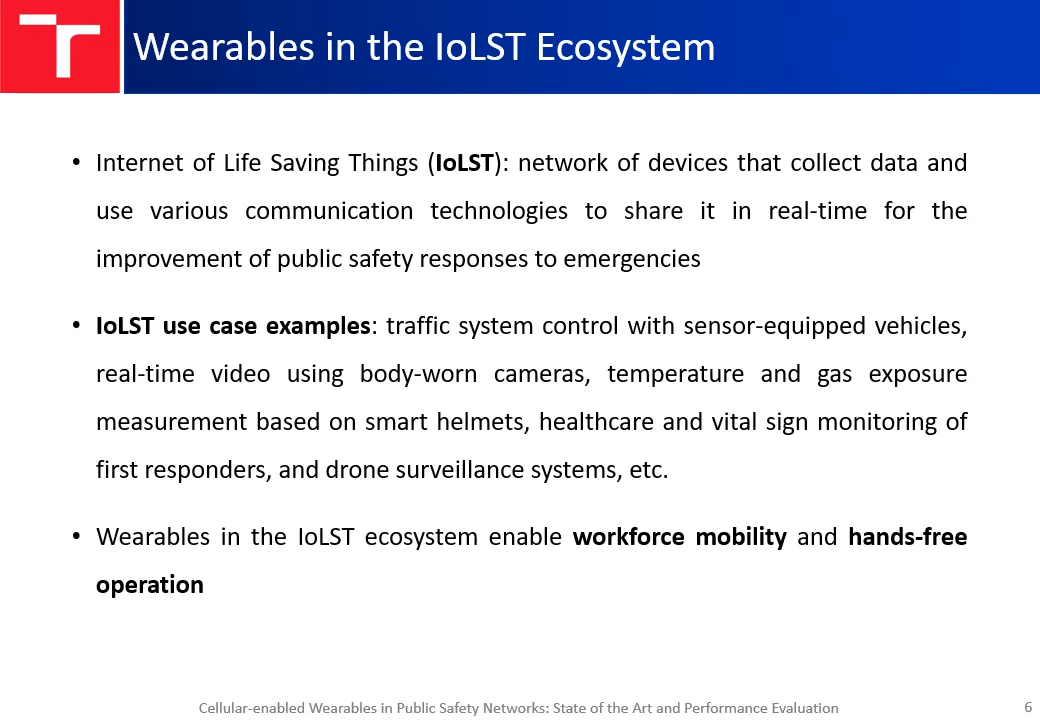 Wearables in the IoLST Ecosystem
• Internet of Life Saving Things (IoLST): network of devices that collect data and
use various communication technologies to share it in real-time for the
improvement of public safety responses to emergencies
• IoLST use case examples: traffic system control with sensor-equipped vehicles,
real-time video using body-worn cameras, temperature and gas exposure
measurement based on smart helmets, healthcare and vital sign monitoring of
first responders, and drone surveillance systems, etc.
• Wearables in the IoLST ecosystem enable workforce mobility and hands-free
operation
Cellular-enabled Wearables in Public Safety Networks: State of the Art and Performance Evaluation
6